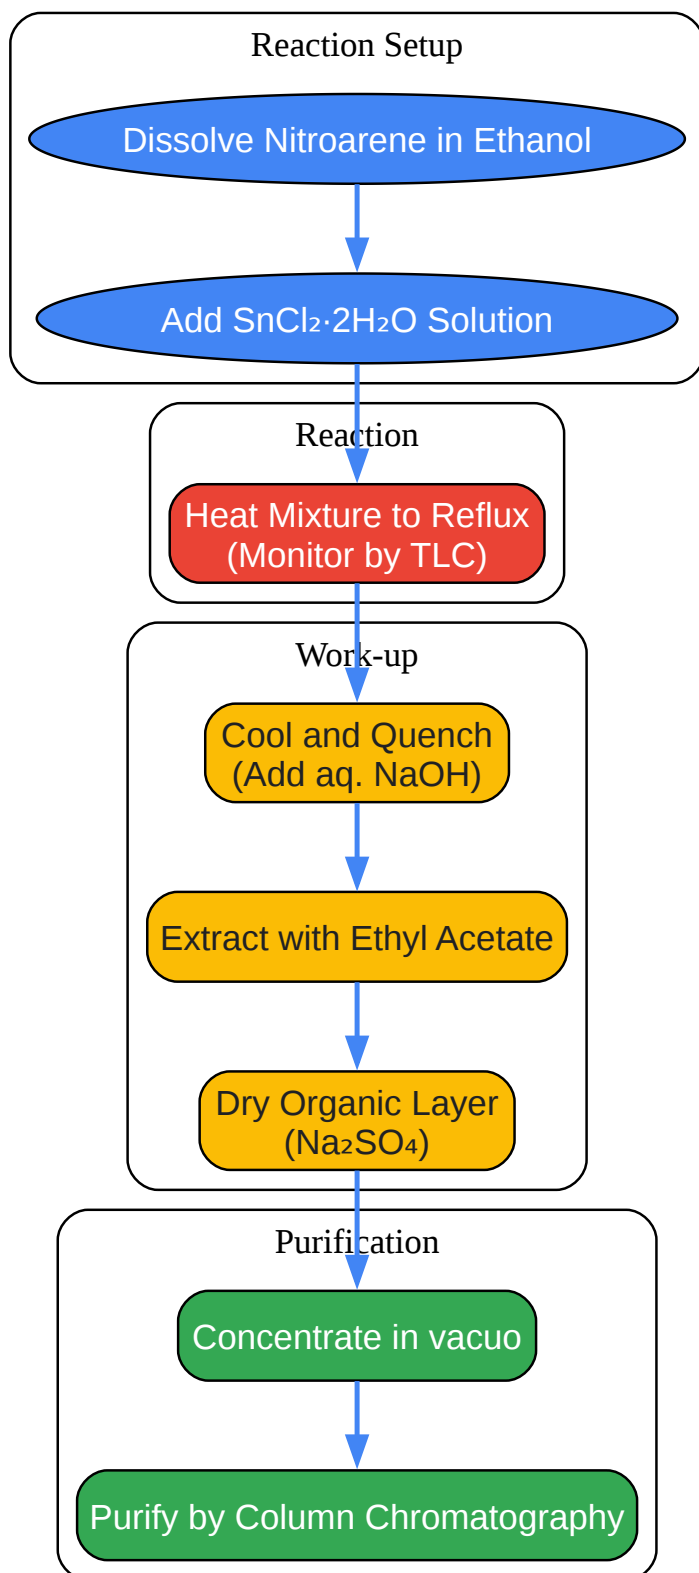 Reaction Setup
Dissolve Nitroarene in Ethanol
Add SnCl₂·2H₂O Solution
Reaction
Heat Mixture to Reflux
(Monitor by TLC)
Work-up
Cool and Quench
(Add aq. NaOH)
Extract with Ethyl Acetate
Dry Organic Layer
(Na₂SO₄)
Purification
Concentrate in vacuo
Purify by Column Chromatography